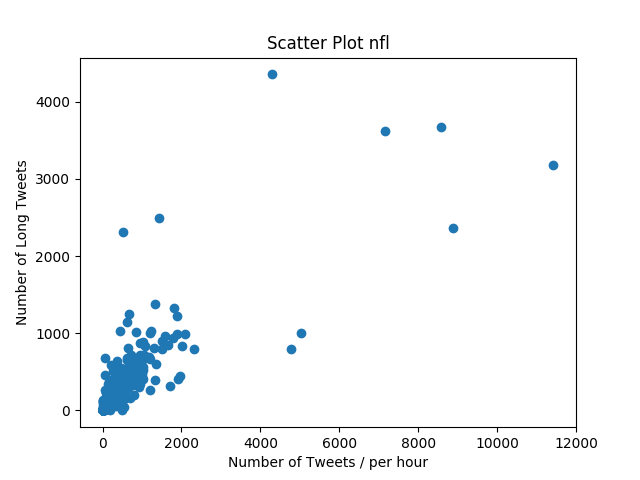 Scatter Plot nfl
Number of Long Tweets
4000
3000
2000
1000
0
0 2000 4000 6000 8000 10000 12000
Number of Tweets / per hour